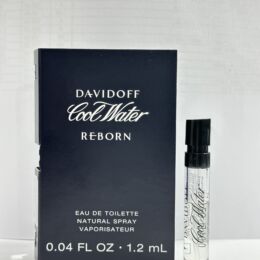 DAVIDOFF
Cool Water
REBORN
EAU DE TOILETTE
NATURAL SPRAY
VAPORISATEUR
0.04 FL OZ · 1.2 mL
DAVIDOFF
Cool Water